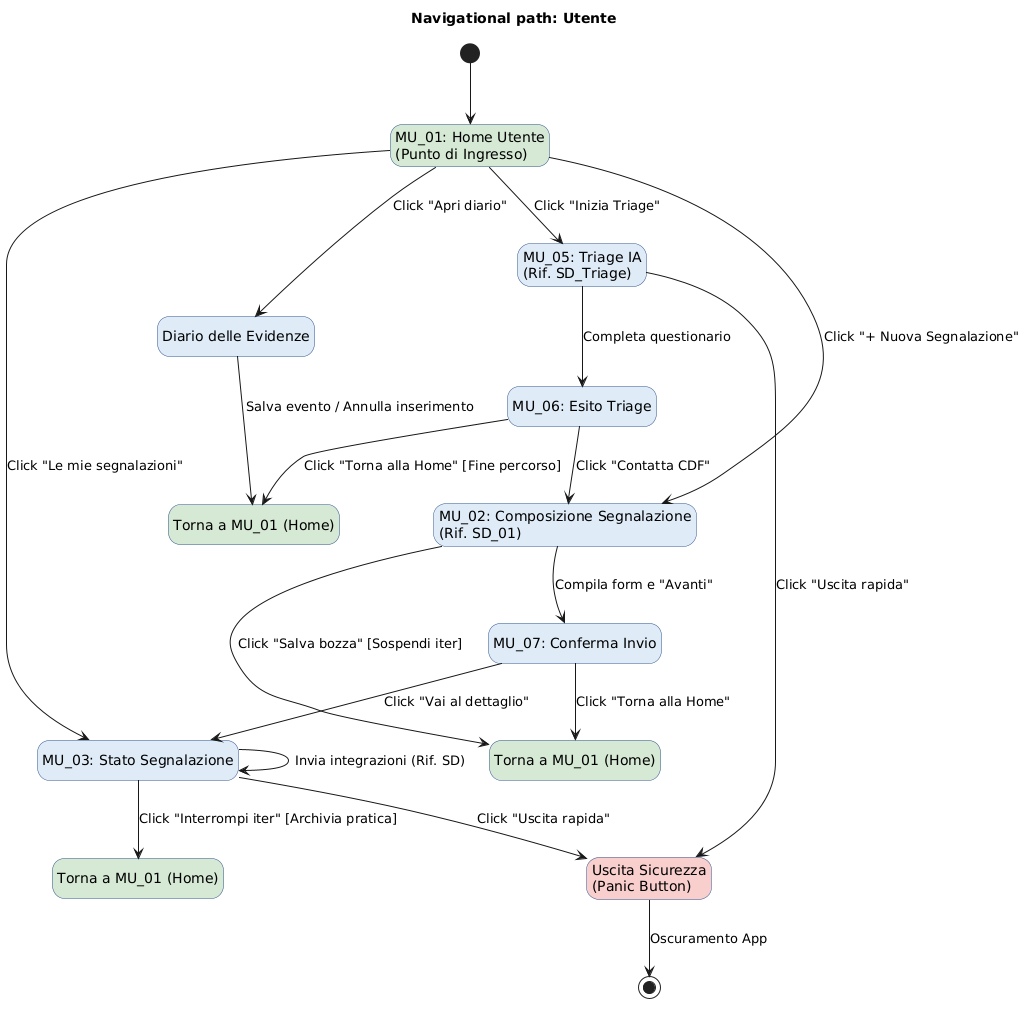 Navigational path: Utente
MU_01: Home Utente
(Punto di Ingresso)
Click "Apri diario"
Click "Inizia Triage"
MU_05: Triage IA
(Rif. SD_Triage)
Diario delle Evidenze
Completa questionario
Click "+ Nuova Segnalazione"
Salva evento / Annulla inserimento
MU_06: Esito Triage
Click "Le mie segnalazioni"
Click "Torna alla Home" [Fine percorso]
Click "Contatta CDF"
Torna a MU_01 (Home)
MU_02: Composizione Segnalazione
(Rif. SD_01)
Compila form e "Avanti"
Click "Uscita rapida"
Click "Salva bozza" [Sospendi iter]
MU_07: Conferma Invio
Click "Vai al dettaglio"
Click "Torna alla Home"
MU_03: Stato Segnalazione
Invia integrazioni (Rif. SD)
Torna a MU_01 (Home)
Click "Interrompi iter" [Archivia pratica]
Click "Uscita rapida"
Torna a MU_01 (Home)
Uscita Sicurezza
(Panic Button)
Oscuramento App